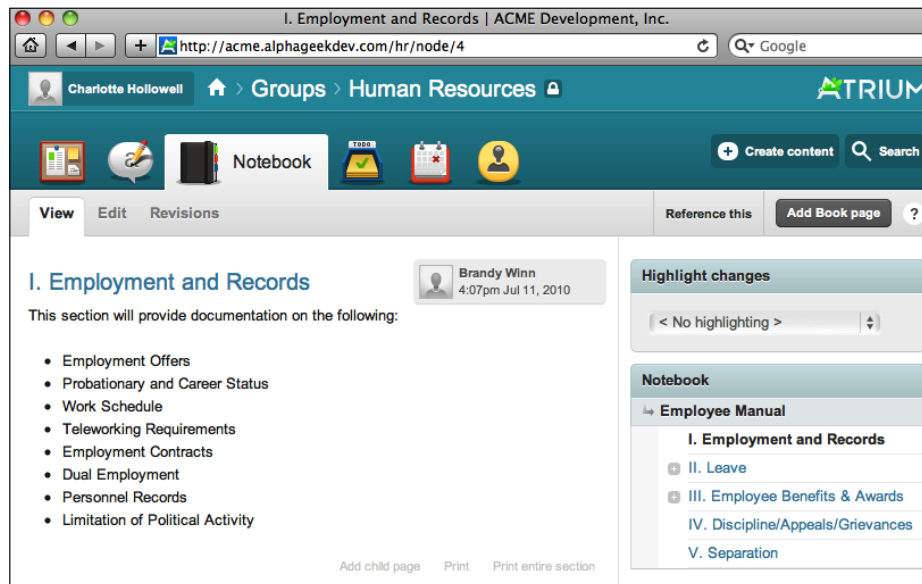 I. Employment and Records | ACME Development, Inc.
http://acme.alphageekdev.com/hr/node/4
Google
Charlotte Hollowell
Groups > Human Resources
ATRIUM
a
Notebook
TODO
Create content
Search
View
Edit
Revisions
Reference this
Add Book page
?
I. Employment and Records
Brandy Winn
4:07pm Jul 11, 2010
This section will provide documentation on the following:
• Employment Offers
• Probationary and Career Status
• Work Schedule
• Teleworking Requirements
• Employment Contracts
• Dual Employment
• Personnel Records
• Limitation of Political Activity
Add child page
Print
Print entire section
Highlight changes
< No highlighting >
Notebook
Employee Manual
I. Employment and Records
II. Leave
III. Employee Benefits & Awards
IV. Discipline/Appeals/Grievances
V. Separation